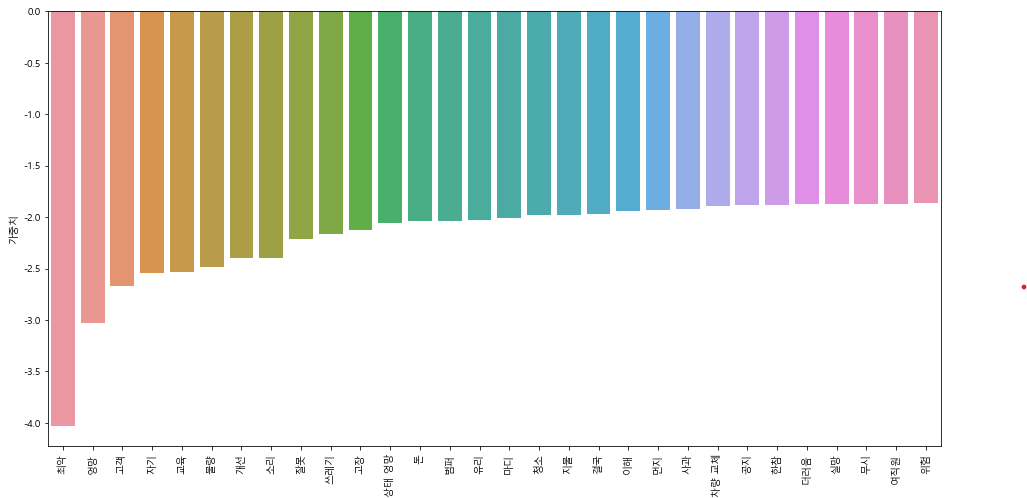 0.0
-0.5
-1.0
-1.5
-2.0
-2.5
-3.0
-3.5
-4.0
가중치
최악
엉망
고객
자기
교육
불량
개선
소리
잘못
쓰레기
고장
상태 엉망
돈
범퍼
유리
마디
청소
지불
결국
이해
먼지
사과
차량 교체
공지
한참
더러움
실망
무시
여직원
위험